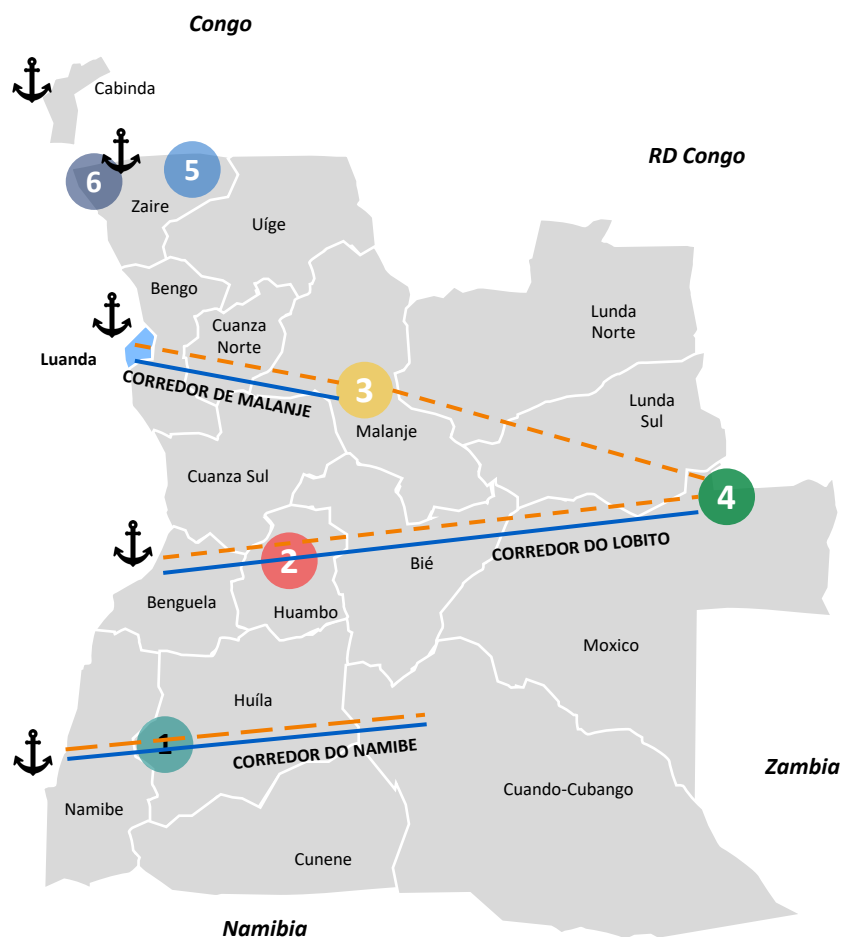 Congo
Cabinda
RD Congo
5
6
Zaire
Uíge
Bengo
Lunda
Norte
Cuanza
Norte
Luanda
CORREDOR DE MALANJE
3
Lunda
Sul
Malanje
Cuanza Sul
4
CORREDOR DO LOBITO
2
Bié
Benguela
Huambo
Moxico
Huíla
1
CORREDOR DO NAMIBE
Zambia
Cuando-Cubango
Namibe
Cunene
Namibia